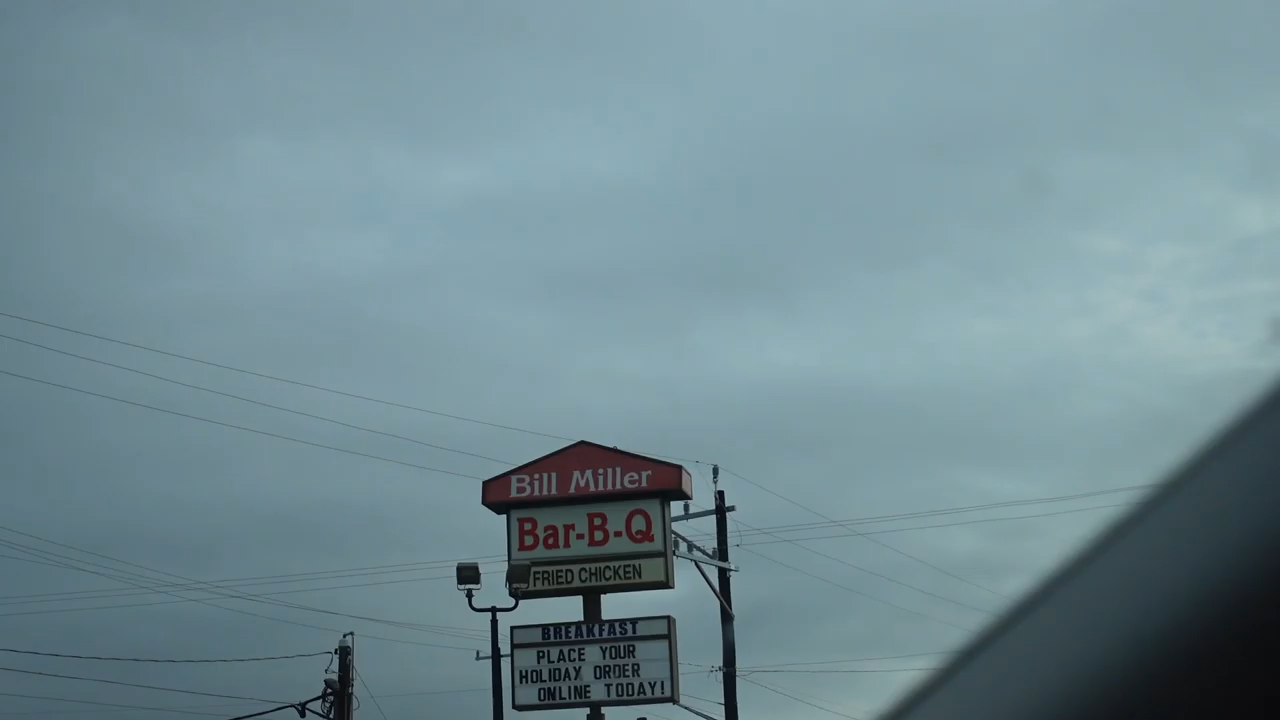 Bill Miller
Bar-B-Q
FRIED CHICKEN
BREAKFAST
PLACE YOUR
HOLIDAY ORDER
ONLINE TODAY!